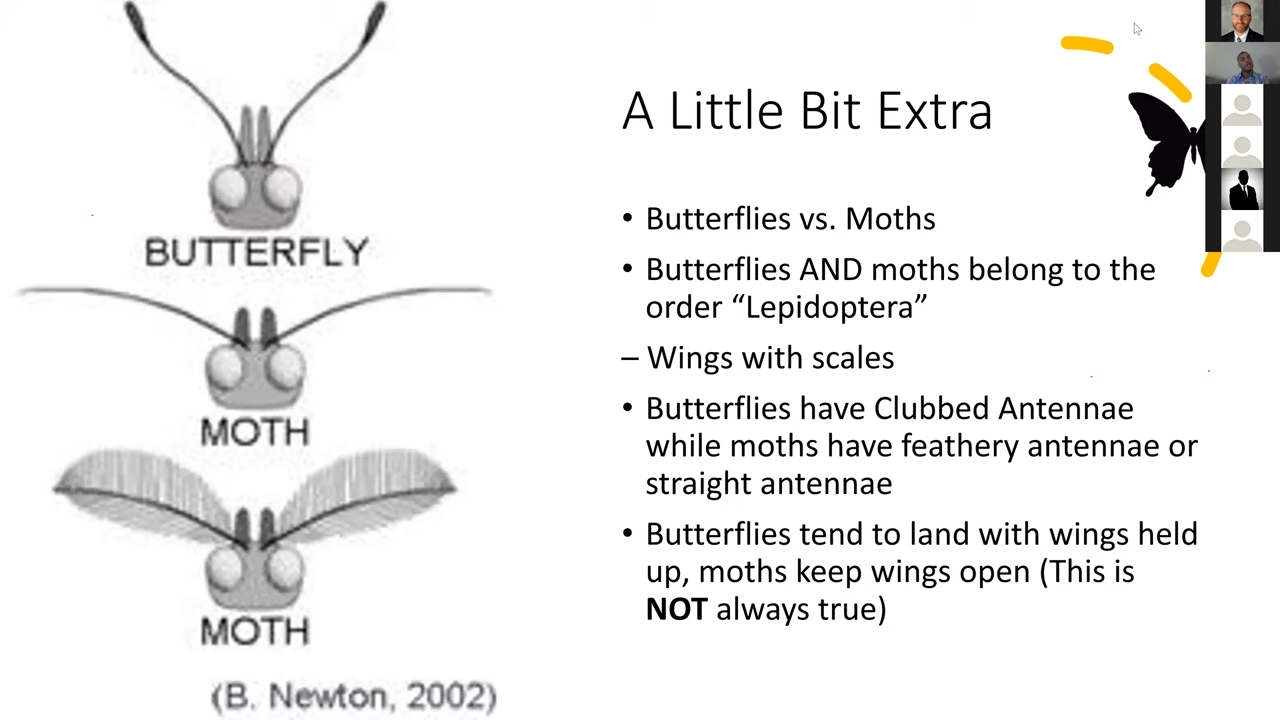 BUTTERFLY
MOTH
MOTH
(B. Newton, 2002)
A Little Bit Extra
• Butterflies vs. Moths
• Butterflies AND moths belong to the
order “Lepidoptera”
– Wings with scales
• Butterflies have Clubbed Antennae
while moths have feathery antennae or
straight antennae
• Butterflies tend to land with wings held
up, moths keep wings open (This is
NOT always true)